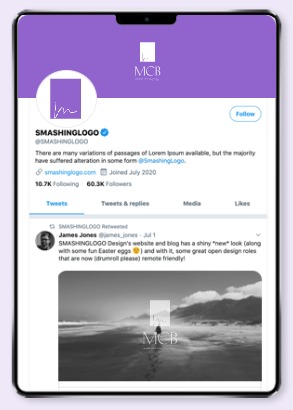 MCB
Follow
SMASHINGLOGO
@SMASHINGLOGO
There are many variations of passages of Lorem Ipsum available, but the majority
have suffered alteration in some form @SmashingLogo.
smashinglogo.com Joined July 2020
10.7K Following 60.3K Followers
Tweets Tweets & replies Media Likes
SMASHINGLOGO Retweeted
James Jones @james_jones · Jul 1
SMASHINGLOGO Design's website and blog has a shiny *new* look (along
with some fun Easter eggs 😉) and with it, some great open design roles
that are now (drumroll please) remote friendly!
MCB